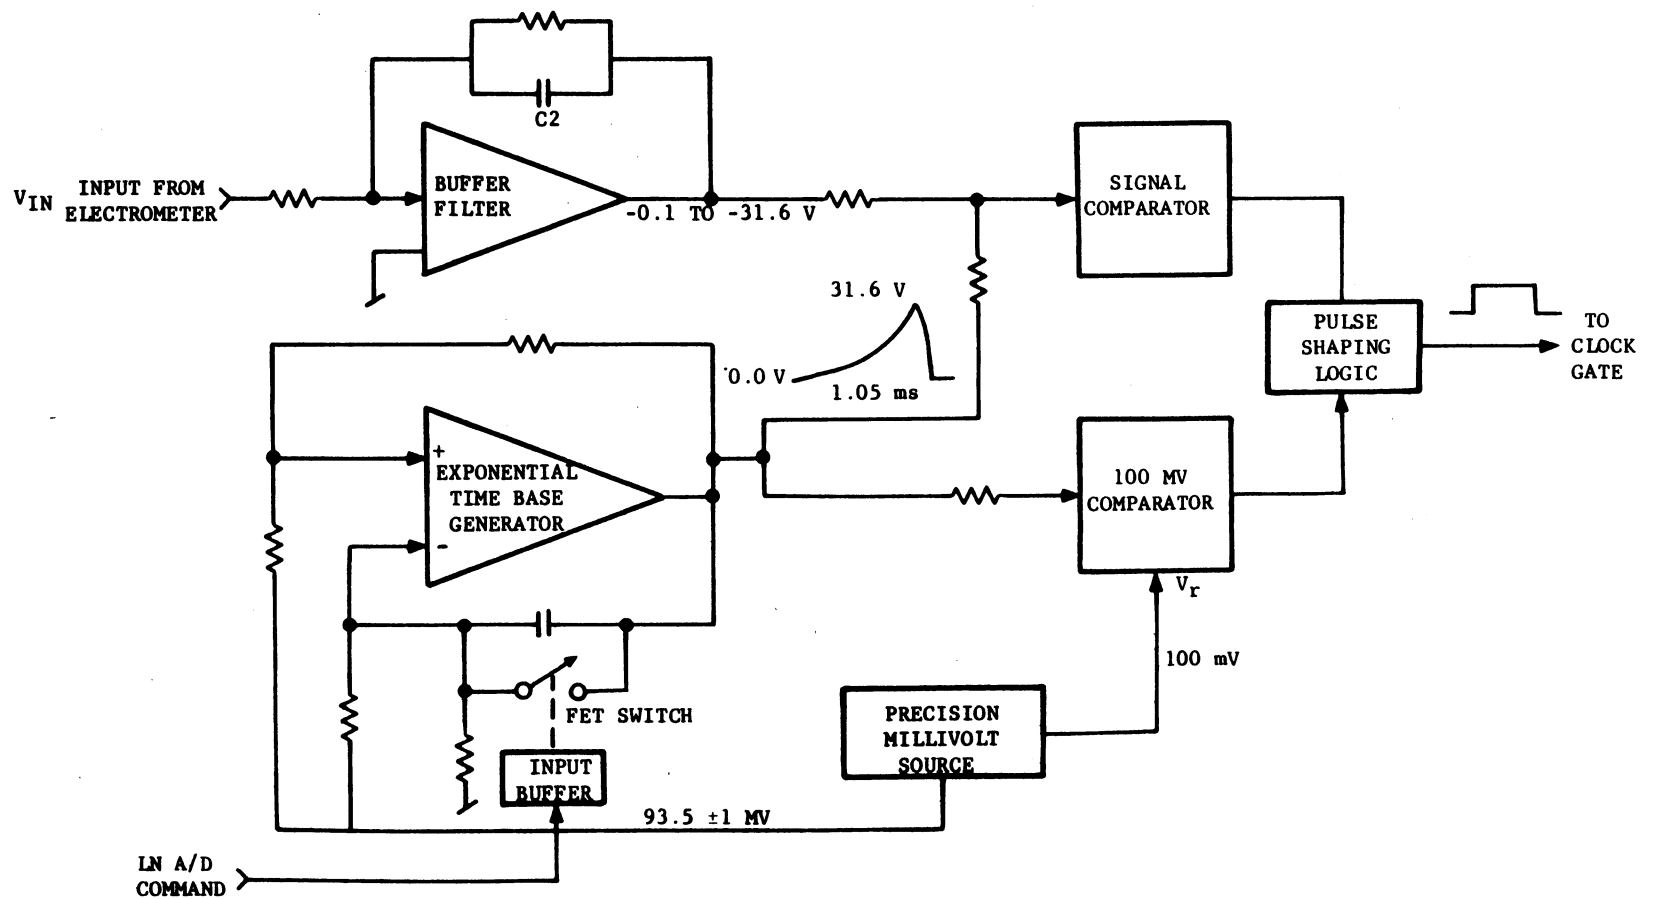 C2
V_IN
INPUT FROM
ELECTROMETER
BUFFER
FILTER
-0.1 TO -31.6 V
SIGNAL
COMPARATOR
31.6 V
0.0 V
1.05 ms
PULSE
SHAPING
LOGIC
TO
CLOCK
GATE
+
EXPONENTIAL
TIME BASE
GENERATOR
-
100 MV
COMPARATOR
V_r
100 mV
FET SWITCH
PRECISION
MILLIVOLT
SOURCE
INPUT
BUFFER
93.5 ±1 MV
LN A/D
COMMAND